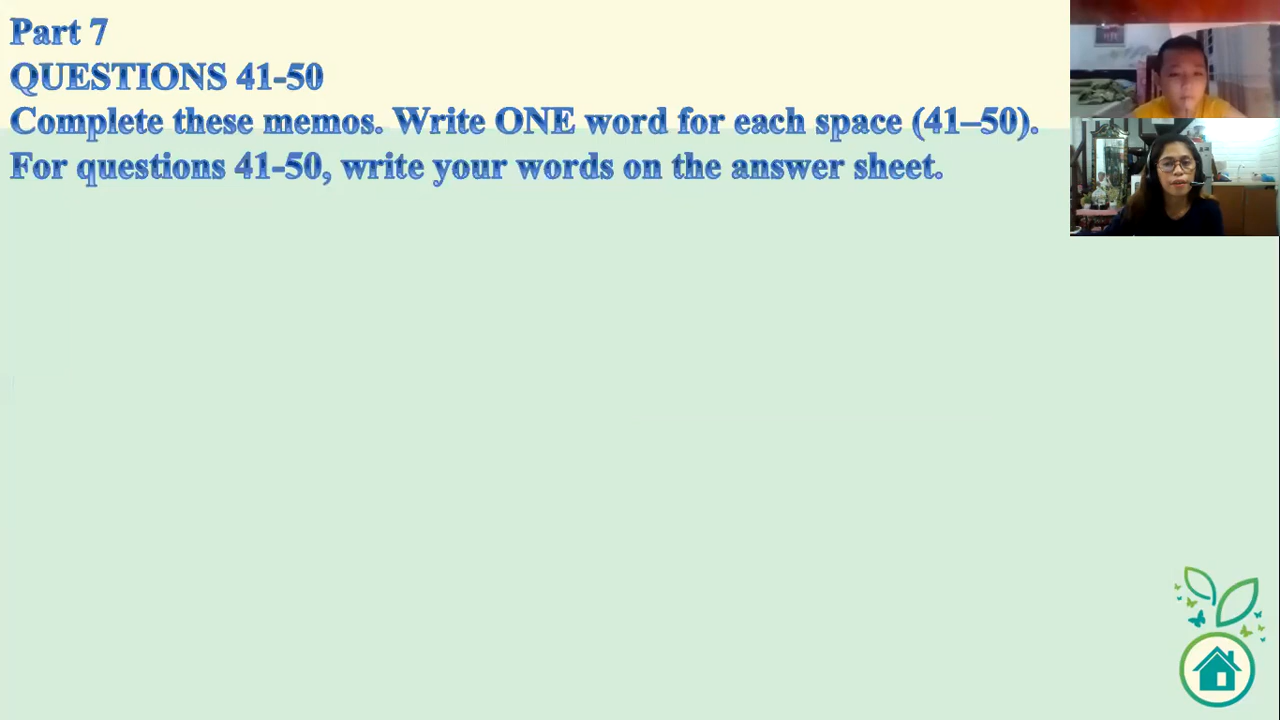 Part 7
QUESTIONS 41-50
Complete these memos. Write ONE word for each space (41–50).
For questions 41-50, write your words on the answer sheet.